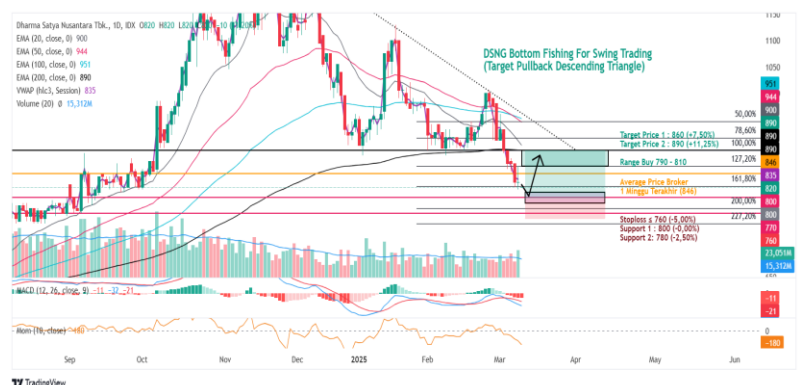 Dharma Satya Nusantara Tbk., 1D, IDX
EMA (20, close, 0) 900
EMA (50, close, 0) 944
EMA (100, close, 0) 951
EMA (200, close, 0) 890
VWAP (hlc3, Session) 835
Volume (20) 15,312M
DSNG Bottom Fishing For Swing Trading
(Target Pullback Descending Triangle)
1150
1100
1050
951
944
900
890
890
890
846
835
820
800
800
770
760
23,051M
15,312M
50,00%
78,60%
100,00%
127,20%
161,80%
200,00%
227,20%
Target Price 1 : 860 (+7,50%)
Target Price 2 : 890 (+11,25%)
Range Buy 790 - 810
Average Price Broker
1 Minggu Terakhir (846)
Stoploss ≤ 760 (-5,00%)
Support 1 : 800 (-0,00%)
Support 2: 780 (-2,50%)
MACD (12, 26, close, 9) -11 -32 -21
-11
-21
Mom (10, close)
0
-180
Sep
Oct
Nov
Dec
2025
Feb
Mar
Apr
May
Jun
TradingView